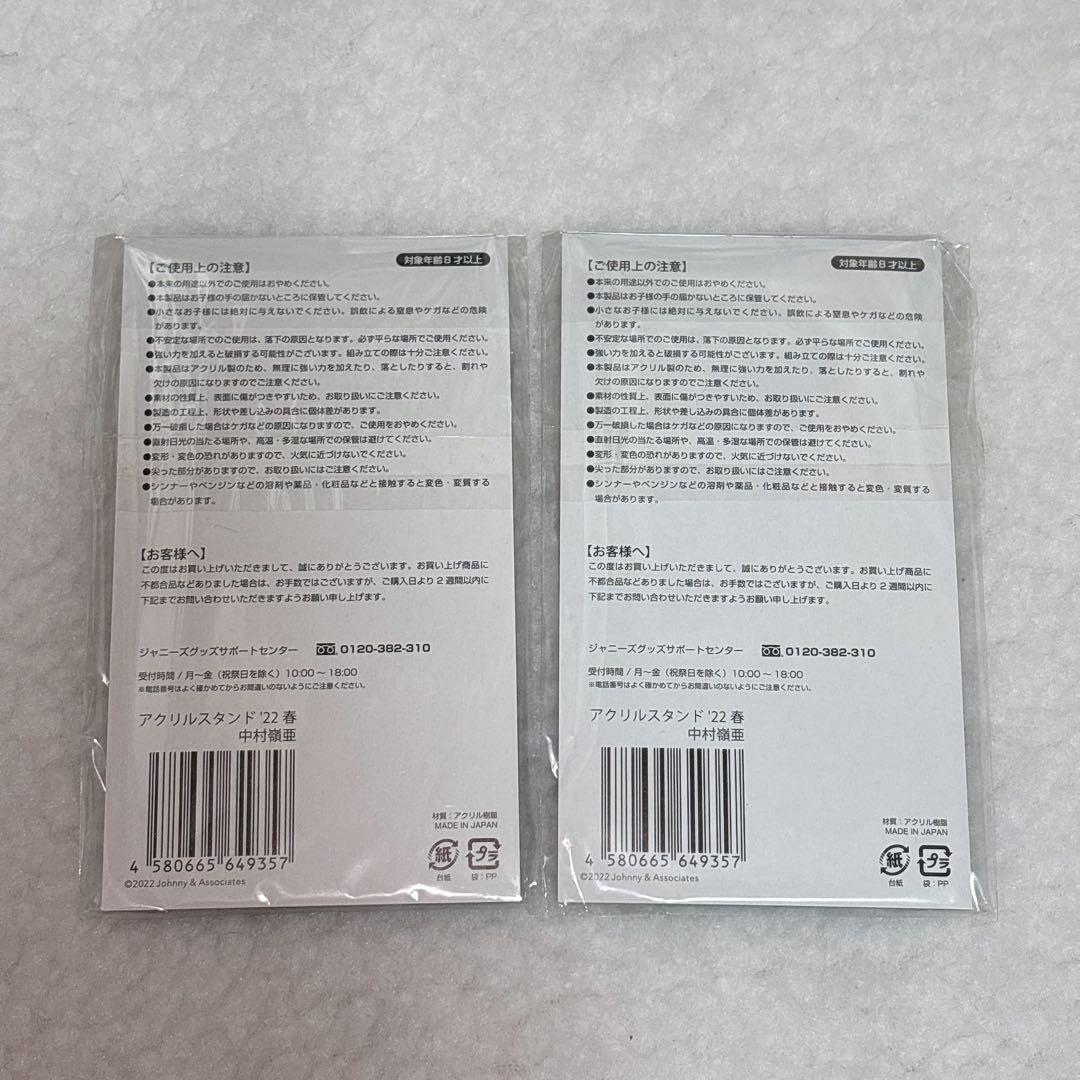 【ご使用上の注意】
対象年齢8才以上
●本来の用途以外でのご使用はおやめください。
●本製品はお子様の手の届かないところに保管してください。
●小さなお子様には絶対に与えないでください。誤飲による窒息やケガなどの危険
があります。
●不安定な場所でのご使用は、落下の原因となります。必ず平らな場所でご使用ください。
●強い力を加えると破損する可能性がございます。組み立ての際は十分ご注意ください。
●本製品はアクリル製のため、無理に強い力を加えたり、落としたりすると、割れや
欠けの原因になりますのでご注意ください。
●素材の性質上、表面に傷がつきやすいため、お取り扱いにご注意ください。
●製造の工程上、形状や差し込みの具合に個体差があります。
●万一破損した場合はケガなどの原因になりますので、ご使用をおやめください。
●直射日光の当たる場所や、高温・多湿な場所での保管は避けてください。
●変形・変色の恐れがありますので、火気に近づけないでください。
●尖った部分がありますので、お取り扱いにはご注意ください。
●シンナーやベンジンなどの溶剤や薬品・化粧品などと接触すると変色・変質する
場合があります。
【お客様へ】
この度はお買い上げいただきまして、誠にありがとうございます。お買い上げ商品に
不都合品などありました場合は、お手数ではございますが、ご購入日より2週間以内に
下記までお問い合わせいただきますようお願い申し上げます。
ジャニーズグッズサポートセンター 0120-382-310
受付時間/月〜金（祝祭日を除く）10:00〜18:00
※電話番号はよく確かめてからお間違いのないようにご注意ください。
アクリルスタンド'22 春
中村嶺亜
材質：アクリル樹脂
MADE IN JAPAN
4 580665 649357
紙 プラ
台紙 袋：PP
©2022 Johnny & Associates
【ご使用上の注意】
対象年齢8才以上
●本来の用途以外でのご使用はおやめください。
●本製品はお子様の手の届かないところに保管してください。
●小さなお子様には絶対に与えないでください。誤飲による窒息やケガなどの危険
があります。
●不安定な場所でのご使用は、落下の原因となります。必ず平らな場所でご使用ください。
●強い力を加えると破損する可能性がございます。組み立ての際は十分ご注意ください。
●本製品はアクリル製のため、無理に強い力を加えたり、落としたりすると、割れや
欠けの原因になりますのでご注意ください。
●素材の性質上、表面に傷がつきやすいため、お取り扱いにご注意ください。
●製造の工程上、形状や差し込みの具合に個体差があります。
●万一破損した場合はケガなどの原因になりますので、ご使用をおやめください。
●直射日光の当たる場所や、高温・多湿な場所での保管は避けてください。
●変形・変色の恐れがありますので、火気に近づけないでください。
●尖った部分がありますので、お取り扱いにはご注意ください。
●シンナーやベンジンなどの溶剤や薬品・化粧品などと接触すると変色・変質する
場合があります。
【お客様へ】
この度はお買い上げいただきまして、誠にありがとうございます。お買い上げ商品に
不都合品などありました場合は、お手数ではございますが、ご購入日より2週間以内に
下記までお問い合わせいただきますようお願い申し上げます。
ジャニーズグッズサポートセンター 0120-382-310
受付時間/月〜金（祝祭日を除く）10:00〜18:00
※電話番号はよく確かめてからお間違いのないようにご注意ください。
アクリルスタンド'22 春
中村嶺亜
材質：アクリル樹脂
MADE IN JAPAN
4 580665 649357
紙 プラ
台紙 袋：PP
©2022 Johnny & Associates